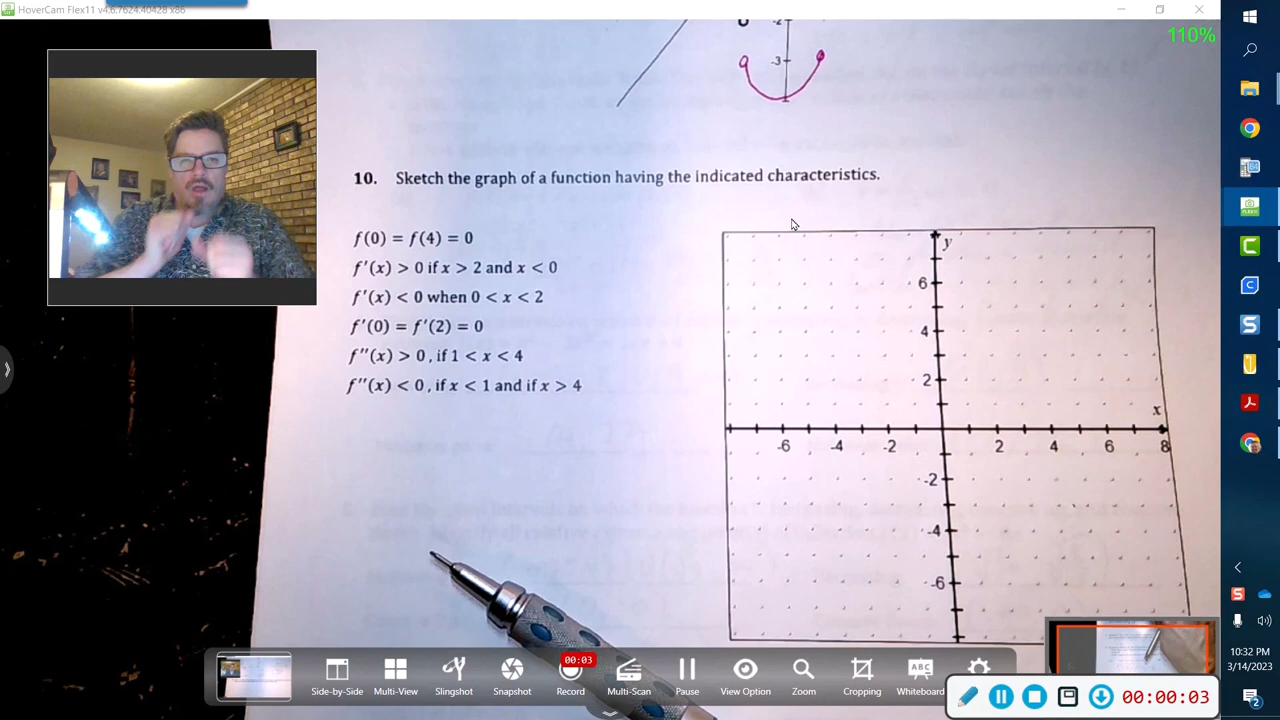 HoverCam Flex11 v4.6.7624.40428 x86
110%
-2
-3
10. Sketch the graph of a function having the indicated characteristics.
f(0) = f(4) = 0
f'(x) > 0 if x > 2 and x < 0
f'(x) < 0 when 0 < x < 2
f'(0) = f'(2) = 0
f''(x) > 0 , if 1 < x < 4
f''(x) < 0 , if x < 1 and if x > 4
y
6
4
2
x
-6 -4 -2 2 4 6 8
-2
-4
-6
00:03
ABC
Side-by-Side Multi-View Slingshot Snapshot Record Multi-Scan Pause View Option Zoom Cropping Whiteboard
00:00:03
FLEX11
10:32 PM
3/14/2023
2